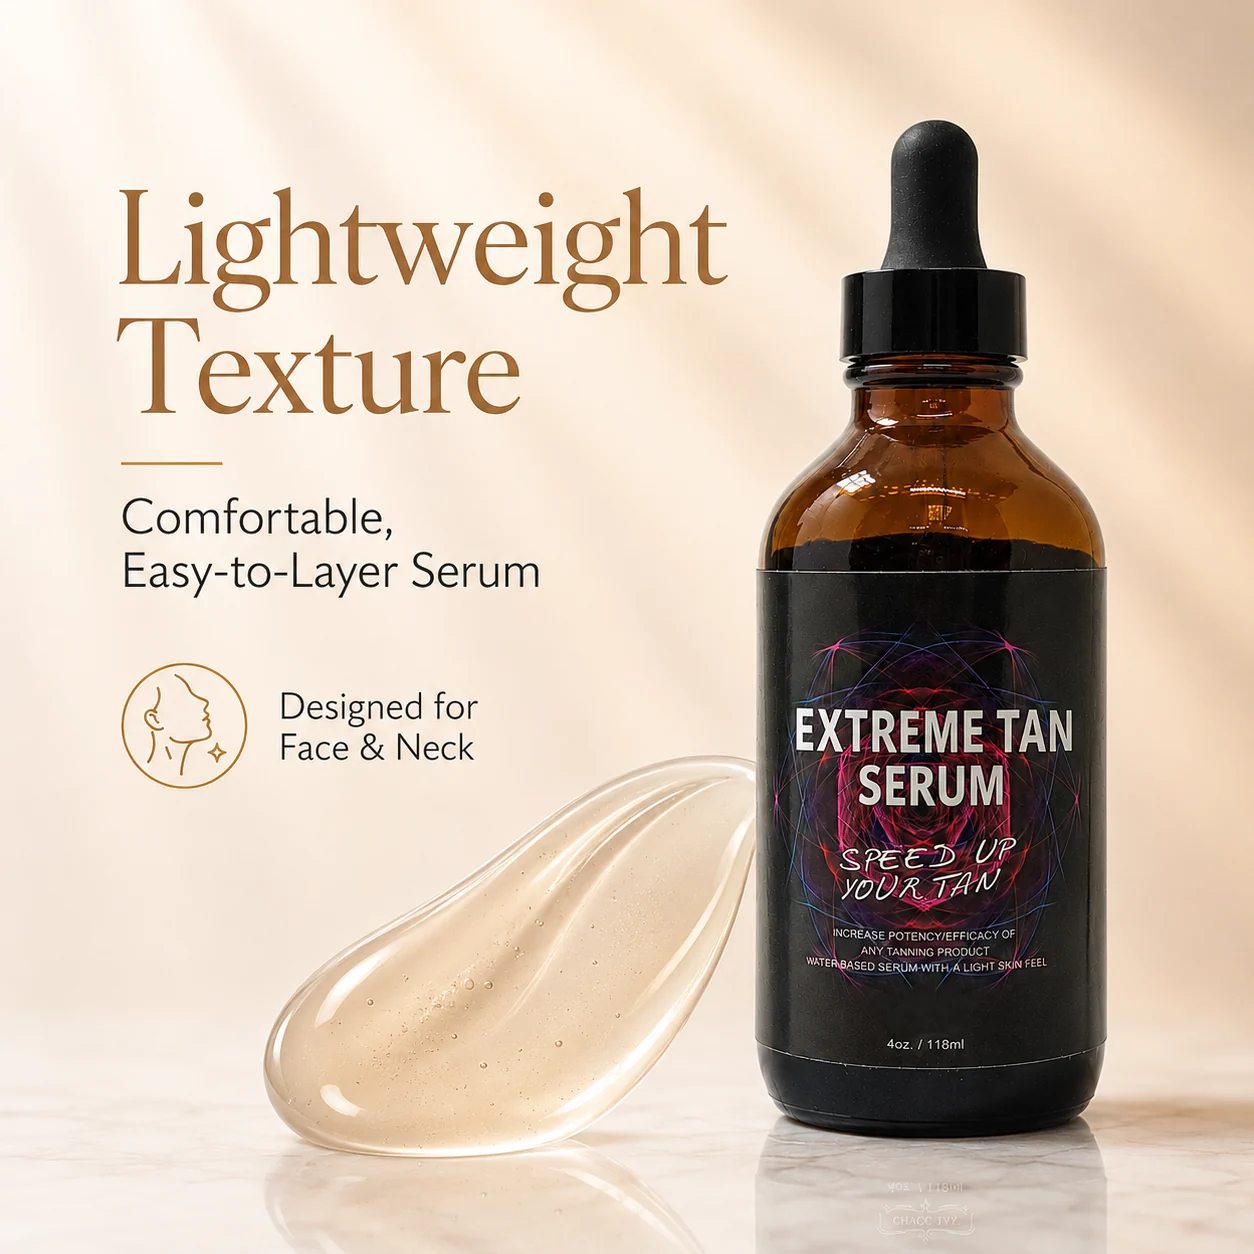 Lightweight
Texture
Comfortable,
Easy-to-Layer Serum
Designed for
Face & Neck
EXTREME TAN
SERUM
SPEED UP
YOUR TAN
INCREASE POTENCY/EFFICACY OF
ANY TANNING PRODUCT
WATER BASED SERUM WITH A LIGHT SKIN FEEL
4oz. / 118ml